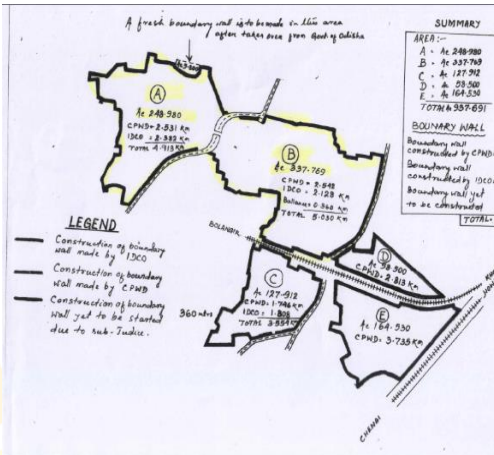 A fresh boundary wall is to be made in this area
after taken over from Govt of Odisha
SUMMARY
AREA:-
A = Ac 248.980
B = Ac 337.769
C = Ac 127.912
D = Ac 58.500
E = Ac 164.530
TOTAL Ac 937.691
BOUNARY WALL
Boundary wall
constructed by CPWD
Boundary wall
constructed by IDCO
Boundary wall yet
to be constructed
TOTAL
A
Ac 248.980
CPWD = 2.531 Km
IDCO = 2.382 Km
TOTAL 4.913 Km
B
Ac 337.769
CPWD = 2.542
IDCO = 2.128 Km
Balance = 0.360 Km
TOTAL 5.030 Km
LEGEND
Construction of boundary
wall made by IDCO
Construction of boundary
wall made by CPWD
Construction of boundary
wall yet to be started
due to sub-Judice.
BOLANGIR
C
Ac 127.912
CPWD = 1.746 Km
IDCO = 1.808
TOTAL 3.554 Km
360 mtrs
D
Ac 58.500
CPWD = 2.813 Km
E
Ac 164.530
CPWD = 3.735 Km
CHENAI